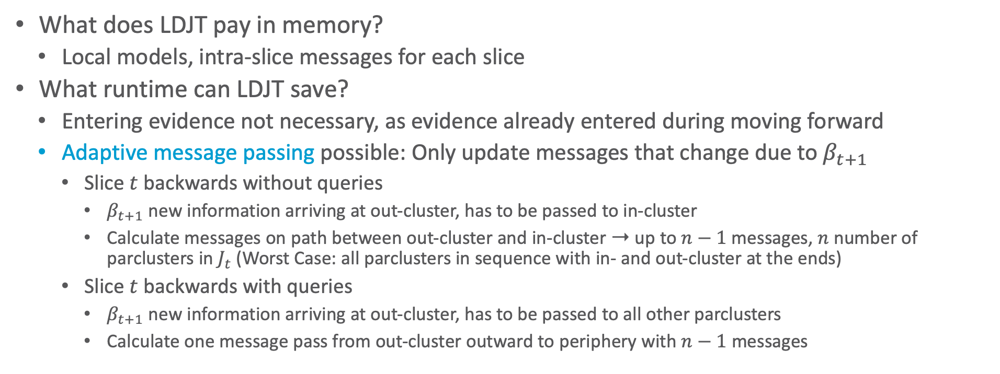 • What does LDJT pay in memory?
• Local models, intra-slice messages for each slice
• What runtime can LDJT save?
• Entering evidence not necessary, as evidence already entered during moving forward
• Adaptive message passing possible: Only update messages that change due to βₜ₊₁
• Slice t backwards without queries
• βₜ₊₁ new information arriving at out-cluster, has to be passed to in-cluster
• Calculate messages on path between out-cluster and in-cluster → up to n − 1 messages, n number of
parclusters in Jₜ (Worst Case: all parclusters in sequence with in- and out-cluster at the ends)
• Slice t backwards with queries
• βₜ₊₁ new information arriving at out-cluster, has to be passed to all other parclusters
• Calculate one message pass from out-cluster outward to periphery with n − 1 messages